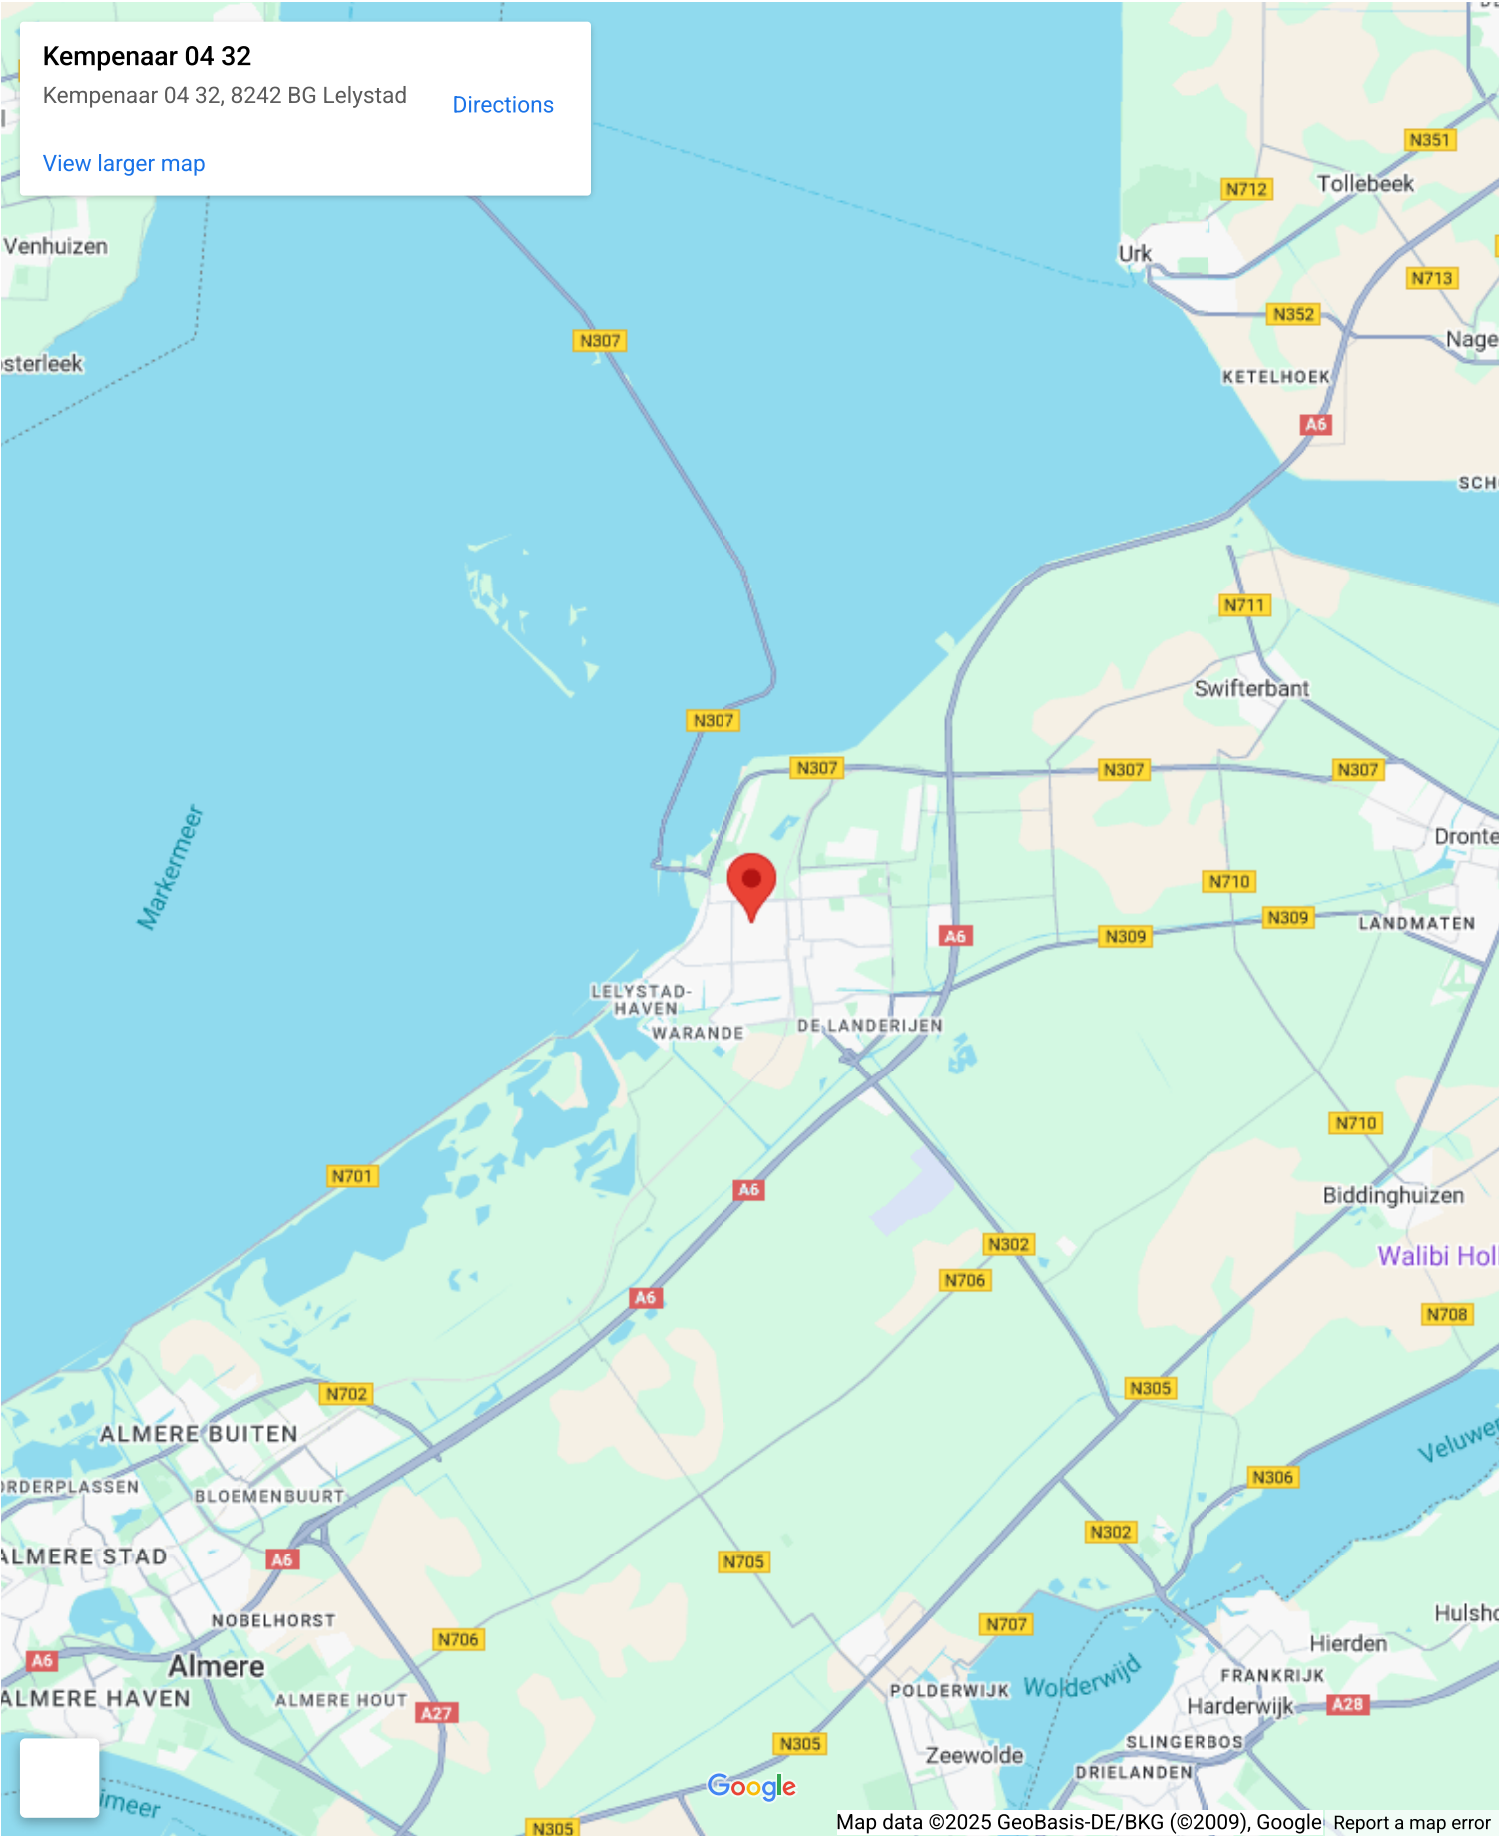 Kempenaar 04 32
Kempenaar 04 32, 8242 BG Lelystad
Directions
View larger map
N351
Tollebeek
N712
Venhuizen
Urk
N713
N352
N307
Nage
osterleek
KETELHOEK
A6
SCH
N711
Swifterbant
N307
N307
N307
N307
Dronte
Markermeer
N710
N309
LANDMATEN
A6
N309
LELYSTAD-
HAVEN
WARANDE
DE LANDERIJEN
N710
N701
A6
Biddinghuizen
N302
Walibi Holl
N706
A6
N708
N305
N702
ALMERE BUITEN
Veluwer
N306
ORDERPLASSEN
BLOEMENBUURT
N302
ALMERE STAD
A6
N705
Hulsho
NOBELHORST
N707
N706
Hierden
A6
Almere
FRANKRIJK
Wolderwijd
POLDERWIJK
ALMERE HAVEN
ALMERE HOUT
Harderwijk
A28
A27
N305
SLINGERBOS
Zeewolde
DRIELANDEN
Google
imeer
N305
Map data ©2025 GeoBasis-DE/BKG (©2009), Google
Report a map error